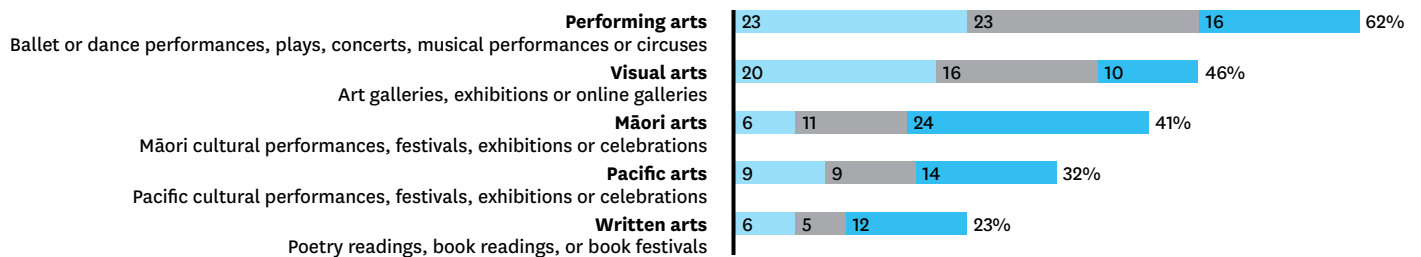 Performing arts 23 23 16 62%
Ballet or dance performances, plays, concerts, musical performances or circuses
Visual arts 20 16 10 46%
Art galleries, exhibitions or online galleries
Māori arts 6 11 24 41%
Māori cultural performances, festivals, exhibitions or celebrations
Pacific arts 9 9 14 32%
Pacific cultural performances, festivals, exhibitions or celebrations
Written arts 6 5 12 23%
Poetry readings, book readings, or book festivals